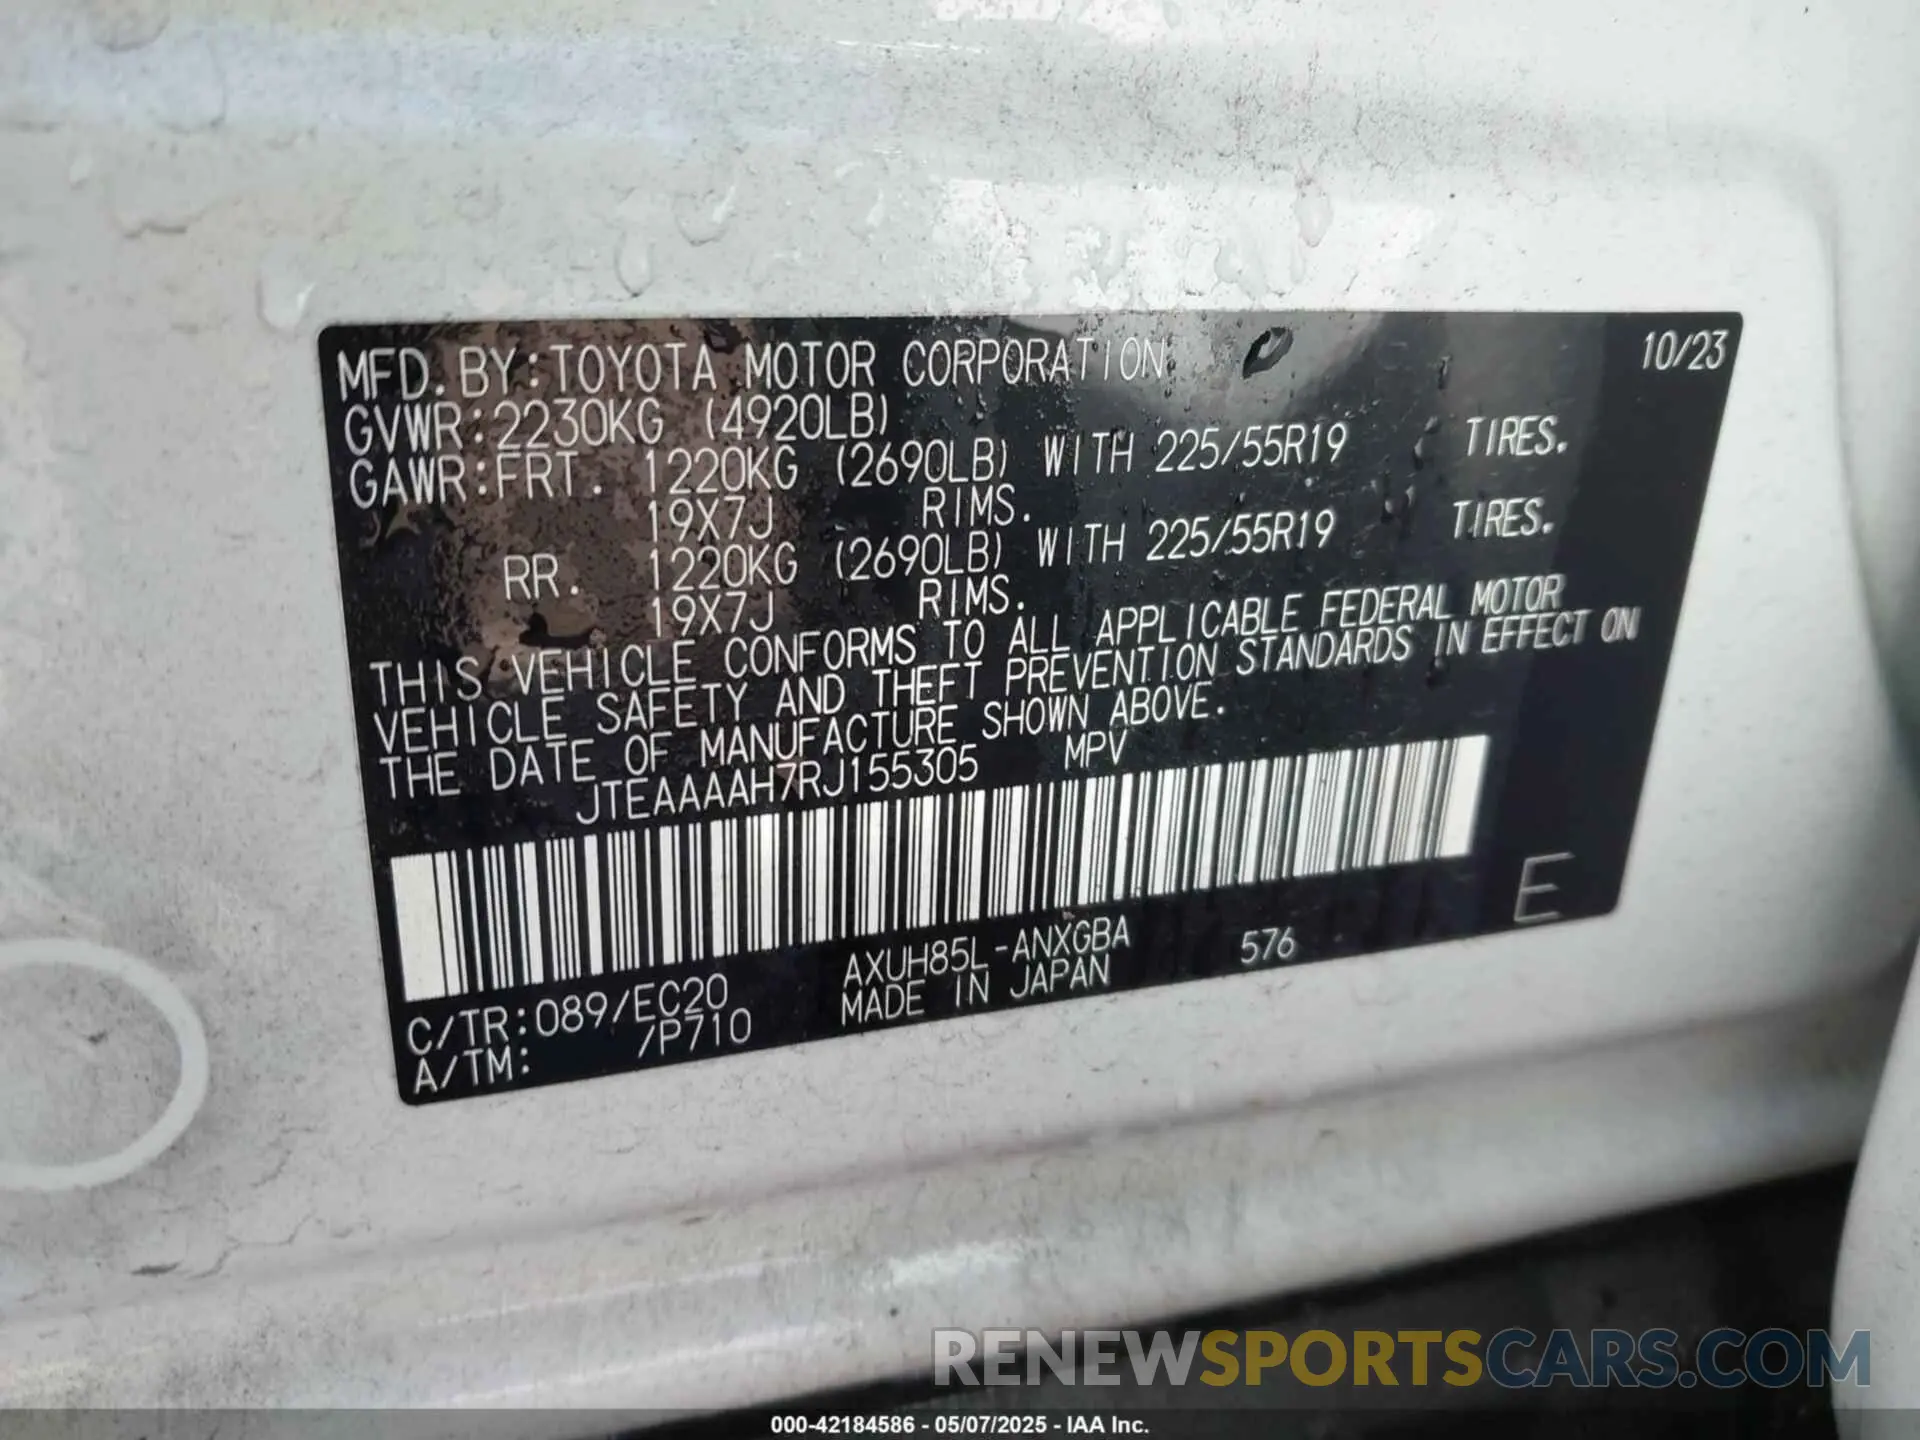 MFD. BY:TOYOTA MOTOR CORPORATION 10/23
GVWR:2230KG (4920LB)
GAWR:FRT. 1220KG (2690LB) WITH 225/55R19 TIRES.
19X7J RIMS.
RR. 1220KG (2690LB) WITH 225/55R19 TIRES.
19X7J RIMS.
THIS VEHICLE CONFORMS TO ALL APPLICABLE FEDERAL MOTOR
VEHICLE SAFETY AND THEFT PREVENTION STANDARDS IN EFFECT ON
THE DATE OF MANUFACTURE SHOWN ABOVE.
JTEAAAAH7RJ155305 MPV
E
C/TR:089/EC20 AXUH85L-ANXGBA 576
A/TM: /P710 MADE IN JAPAN
RENEWSPORTSCARS.COM
000-42184586 - 05/07/2025 - IAA Inc.